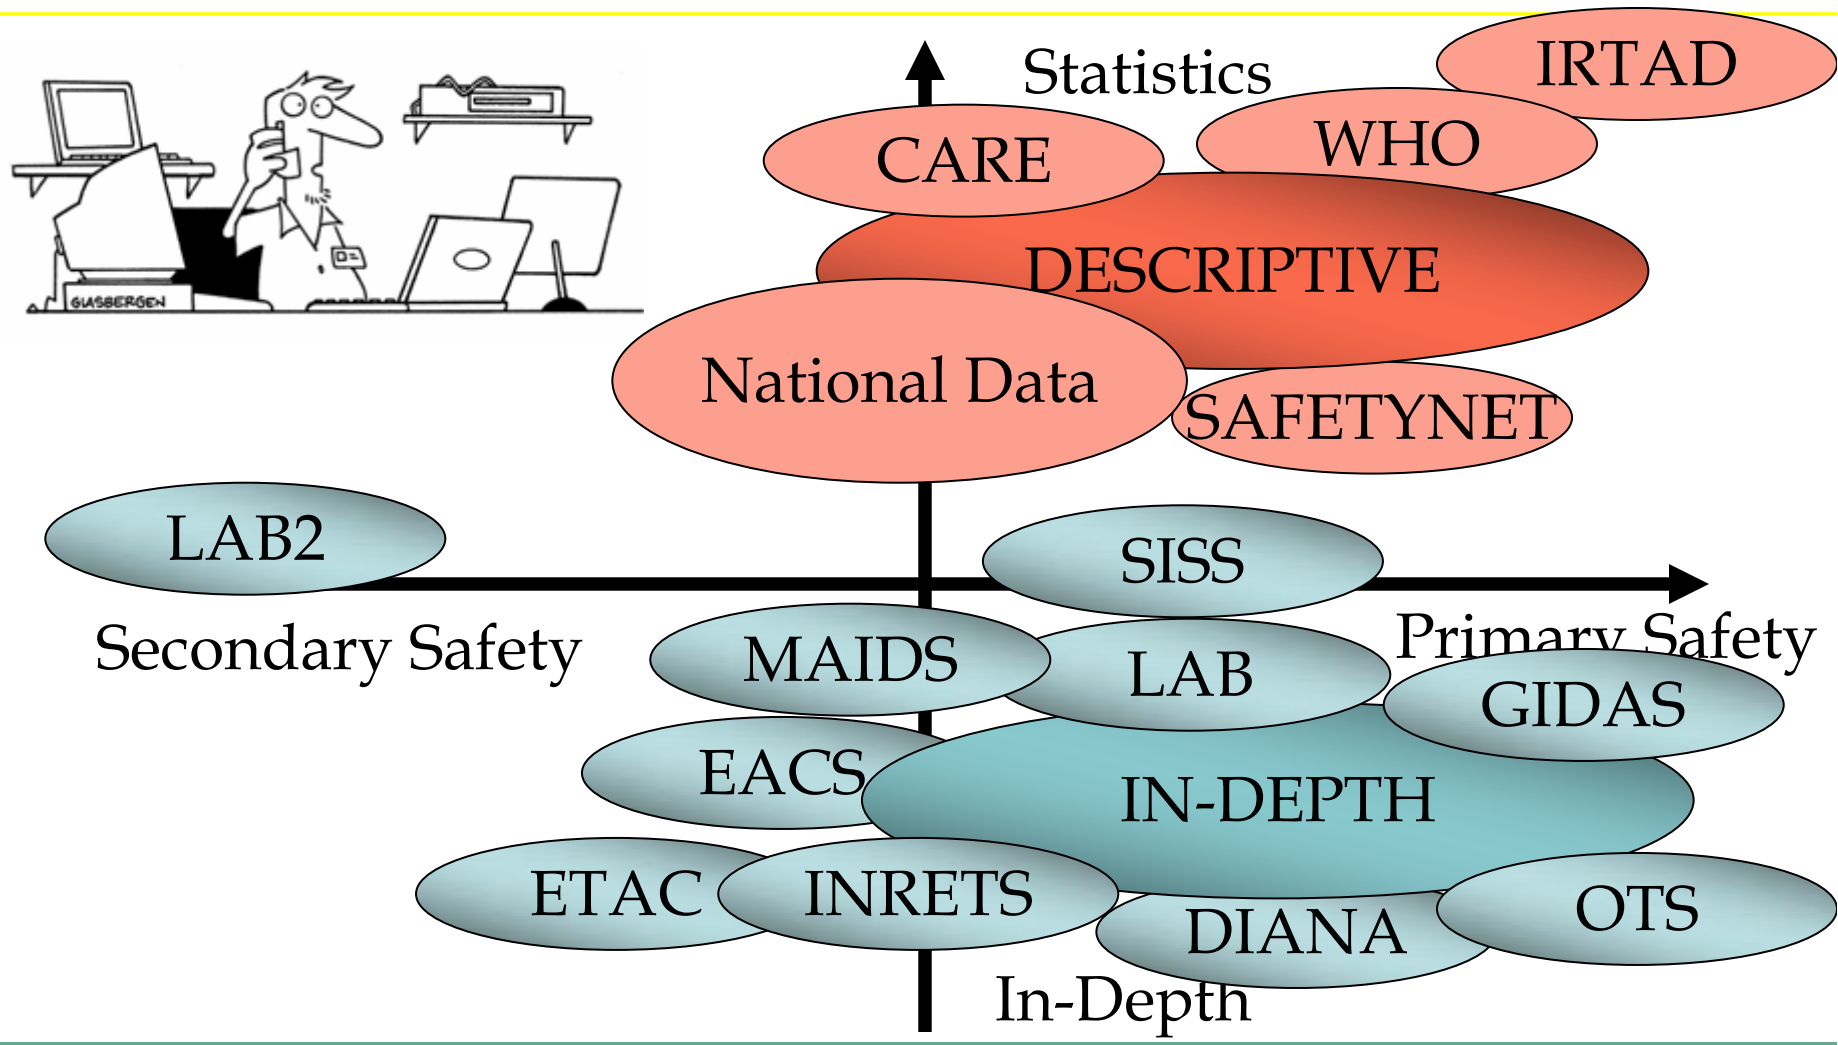 IRTAD
Statistics
WHO
CARE
DESCRIPTIVE
GLASBERGEN
National Data
SAFETYNET
LAB2
SISS
Secondary Safety
Primary Safety
MAIDS
LAB
GIDAS
EACS
IN-DEPTH
ETAC
INRETS
OTS
DIANA
In-Depth